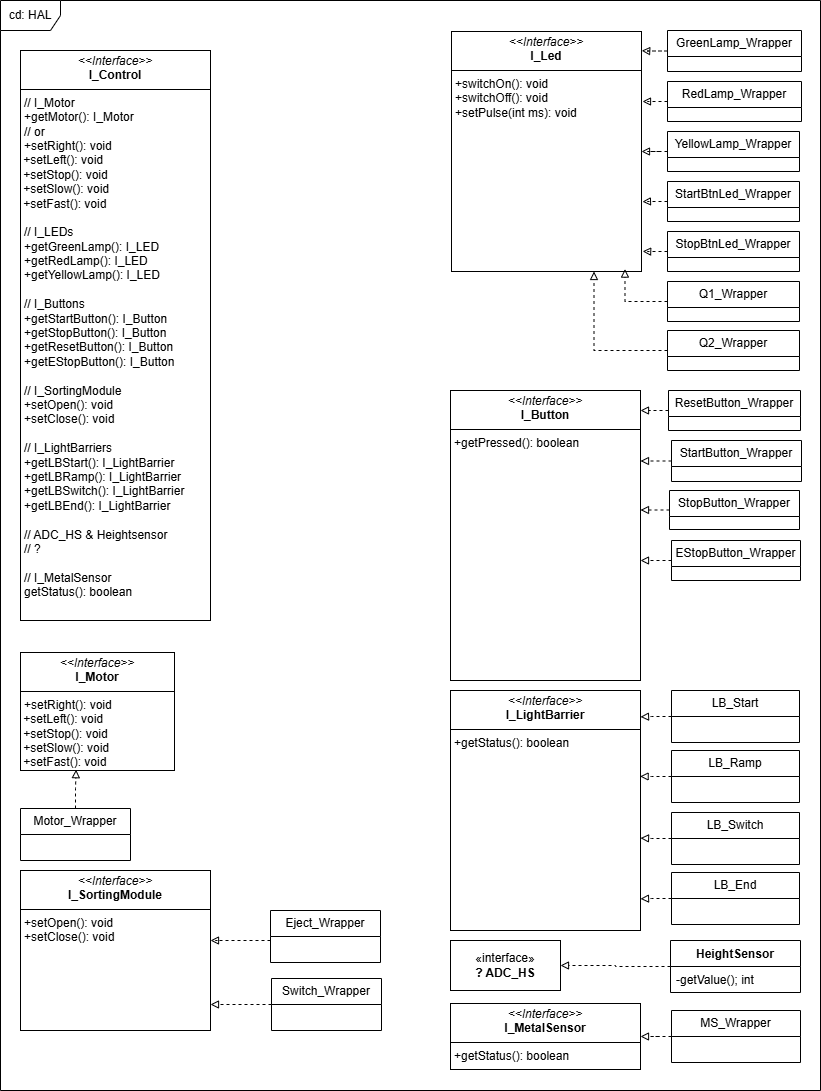 cd: HAL
<<Interface>>
I_Control
// I_Motor
+getMotor(): I_Motor
// or
+setRight(): void
+setLeft(): void
+setStop(): void
+setSlow(): void
+setFast(): void
// I_LEDs
+getGreenLamp(): I_LED
+getRedLamp(): I_LED
+getYellowLamp(): I_LED
// I_Buttons
+getStartButton(): I_Button
+getStopButton(): I_Button
+getResetButton(): I_Button
+getEStopButton(): I_Button
// I_SortingModule
+setOpen(): void
+setClose(): void
// I_LightBarriers
+getLBStart(): I_LightBarrier
+getLBRamp(): I_LightBarrier
+getLBSwitch(): I_LightBarrier
+getLBEnd(): I_LightBarrier
// ADC_HS & Heightsensor
// ?
// I_MetalSensor
getStatus(): boolean
<<Interface>>
I_Motor
+setRight(): void
+setLeft(): void
+setStop(): void
+setSlow(): void
+setFast(): void
Motor_Wrapper
<<Interface>>
I_SortingModule
+setOpen(): void
+setClose(): void
Eject_Wrapper
Switch_Wrapper
<<Interface>>
I_Led
+switchOn(): void
+switchOff(): void
+setPulse(int ms): void
GreenLamp_Wrapper
RedLamp_Wrapper
YellowLamp_Wrapper
StartBtnLed_Wrapper
StopBtnLed_Wrapper
Q1_Wrapper
Q2_Wrapper
<<Interface>>
I_Button
+getPressed(): boolean
ResetButton_Wrapper
StartButton_Wrapper
StopButton_Wrapper
EStopButton_Wrapper
<<Interface>>
I_LightBarrier
+getStatus(): boolean
LB_Start
LB_Ramp
LB_Switch
LB_End
«interface»
? ADC_HS
HeightSensor
-getValue(); int
<<Interface>>
I_MetalSensor
+getStatus(): boolean
MS_Wrapper